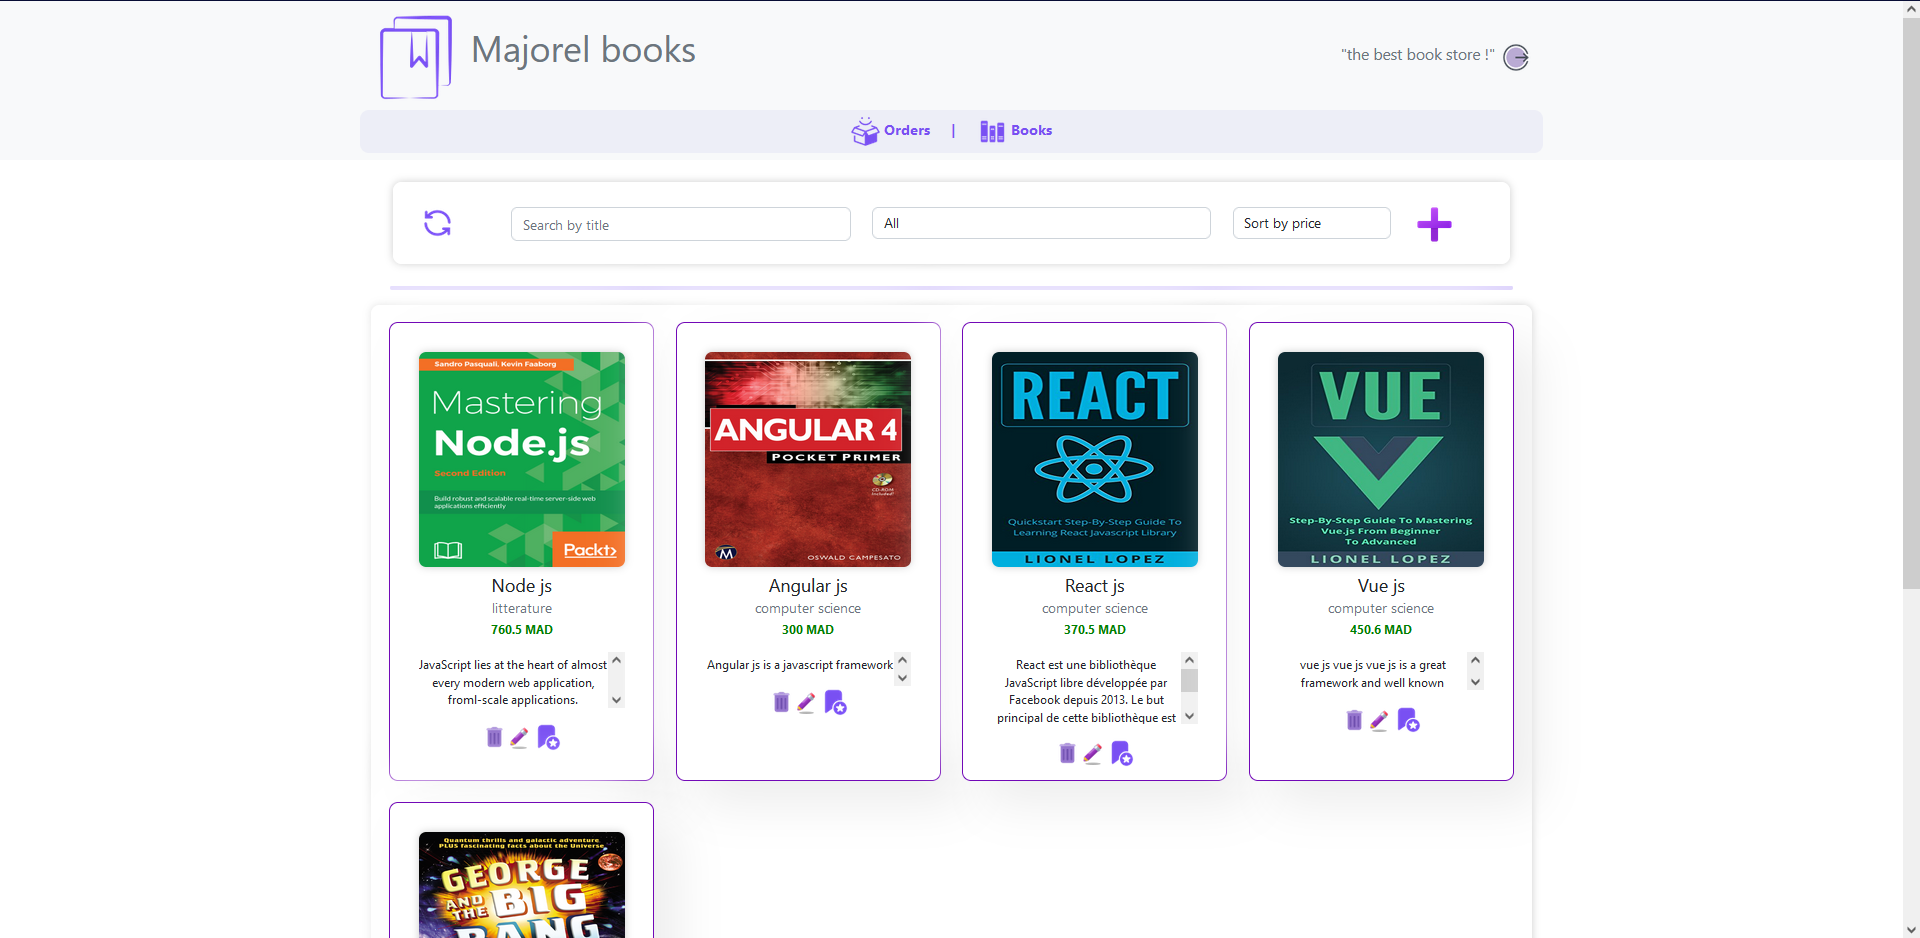 Majorel books
"the best book store !"
Orders | Books
Search by title
All
Sort by price
Sandro Pasquali, Kevin Faaborg
Mastering
Node.js
Second Edition
Build robust and scalable real-time server-side web
applications efficiently
Packt>
Node js
litterature
760.5 MAD
JavaScript lies at the heart of almost
every modern web application,
froml-scale applications.
ANGULAR 4
POCKET PRIMER
CD-ROM
Included!
M
OSWALD CAMPESATO
Angular js
computer science
300 MAD
Angular js is a javascript framework
REACT
Quickstart Step-By-Step Guide To
Learning React Javascript Library
LIONEL LOPEZ
React js
computer science
370.5 MAD
React est une bibliothèque
JavaScript libre développée par
Facebook depuis 2013. Le but
principal de cette bibliothèque est
VUE
Step-By-Step Guide To Mastering
Vue.js From Beginner
To Advanced
LIONEL LOPEZ
Vue js
computer science
450.6 MAD
vue js vue js vue js is a great
framework and well known
Quantum thrills and galactic adventure
PLUS fascinating facts about the Universe
GEORGE
AND THE BIG
BANG